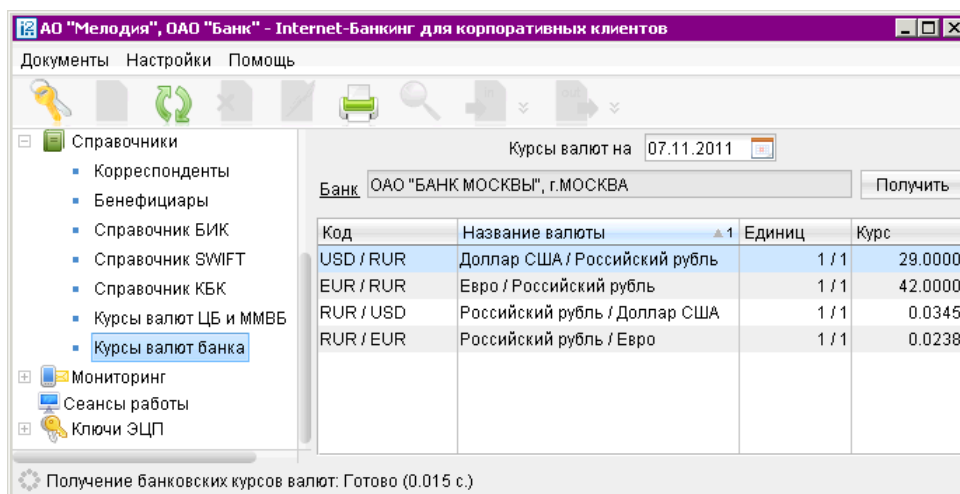 АО "Мелодия", ОАО "Банк" - Internet-Банкинг для корпоративных клиентов
Документы Настройки Помощь
in out
Справочники
Корреспонденты
Бенефициары
Справочник БИК
Справочник SWIFT
Справочник КБК
Курсы валют ЦБ и ММВБ
Курсы валют банка
Мониторинг
Сеансы работы
Ключи ЭЦП
Курсы валют на 07.11.2011
Банк ОАО "БАНК МОСКВЫ", г.МОСКВА Получить
Код Название валюты 1 Единиц Курс
USD / RUR Доллар США / Российский рубль 1 / 1 29.0000
EUR / RUR Евро / Российский рубль 1 / 1 42.0000
RUR / USD Российский рубль / Доллар США 1 / 1 0.0345
RUR / EUR Российский рубль / Евро 1 / 1 0.0238
Получение банковских курсов валют: Готово (0.015 с.)